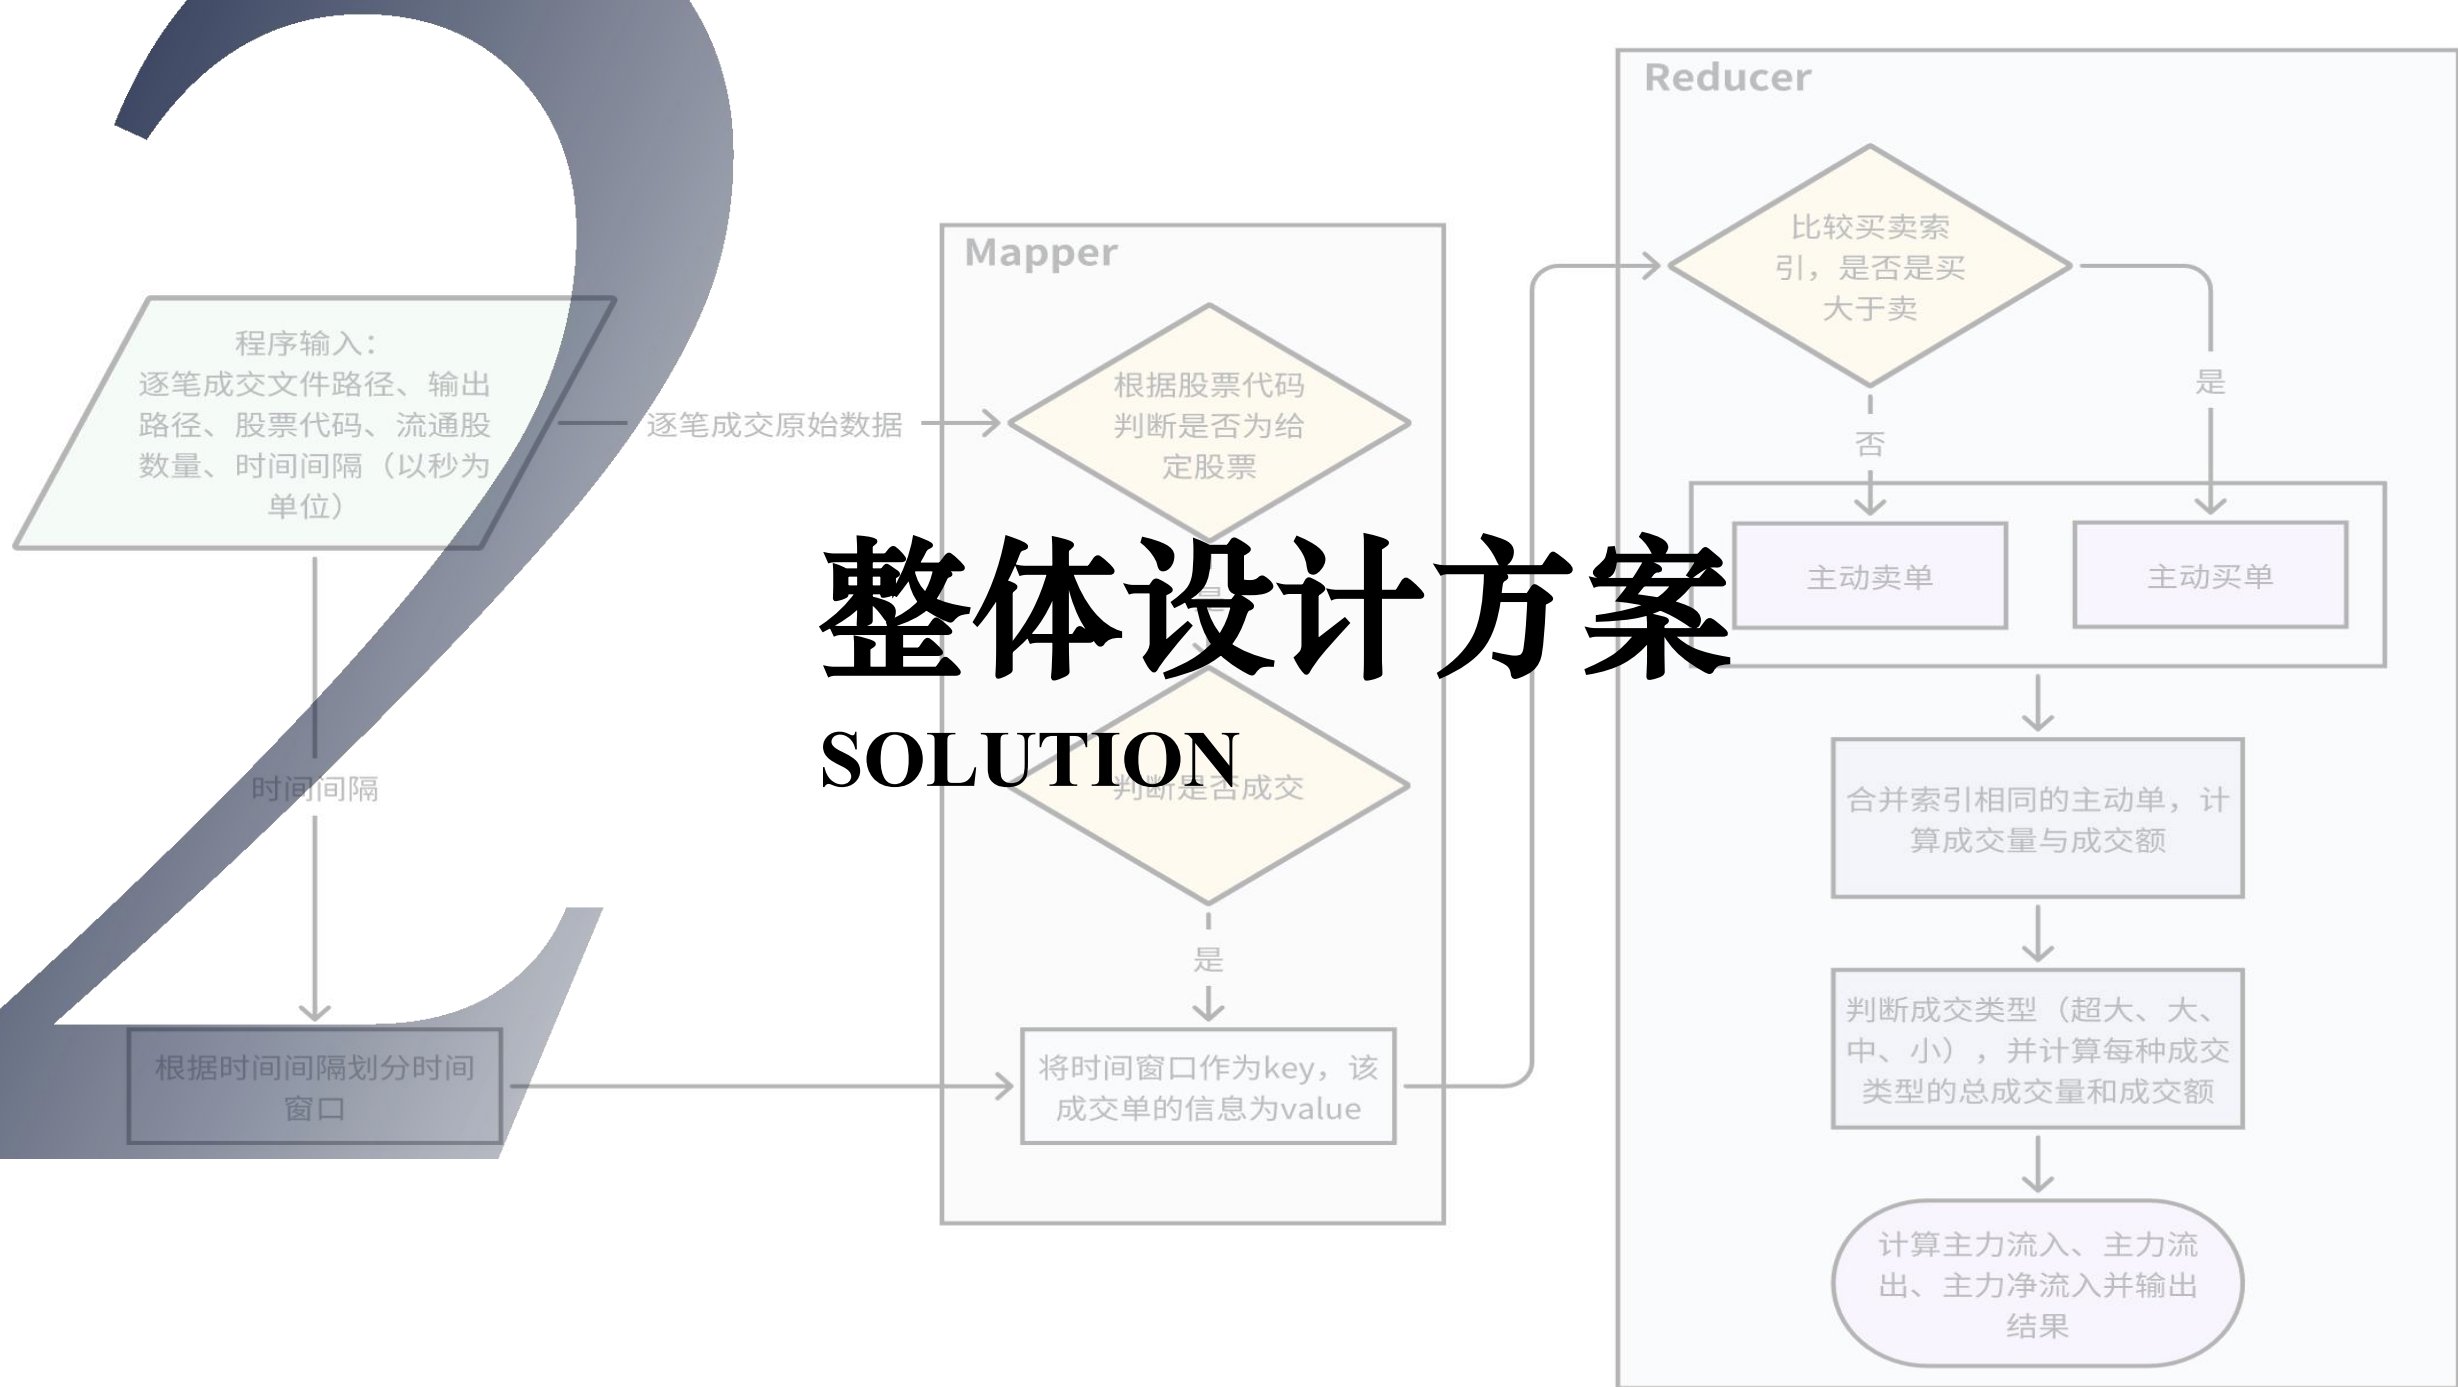 2
整体设计方案
SOLUTION
程序输入：
逐笔成交文件路径、输出
路径、股票代码、流通股
数量、时间间隔（以秒为
单位）
逐笔成交原始数据
时间间隔
根据时间间隔划分时间
窗口
Mapper
根据股票代码
判断是否为给
定股票
是
判断是否成交
是
将时间窗口作为key，该
成交单的信息为value
Reducer
比较买卖索
引，是否是买
大于卖
否
是
主动卖单
主动买单
合并索引相同的主动单，计
算成交量与成交额
判断成交类型（超大、大、
中、小），并计算每种成交
类型的总成交量和成交额
计算主力流入、主力流
出、主力净流入并输出
结果